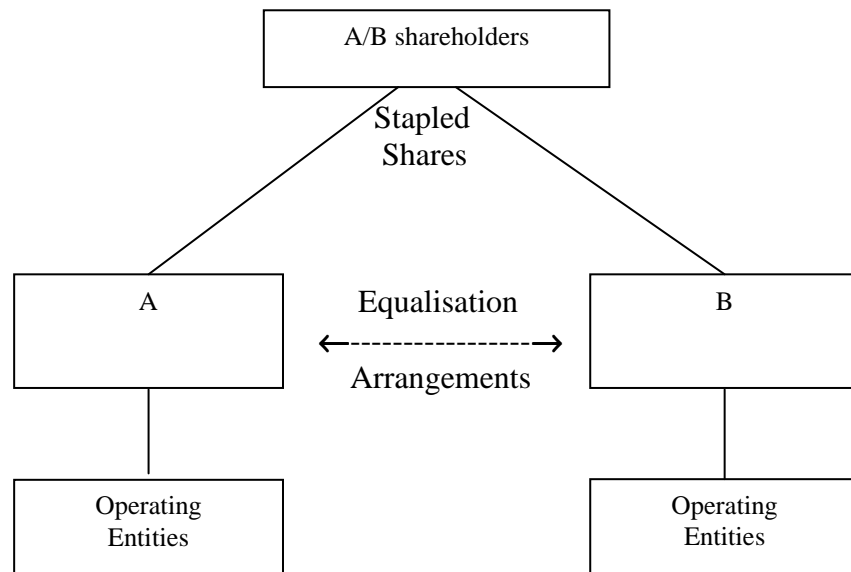 A/B shareholders
Stapled
Shares
A
Equalisation
B
Arrangements
Operating
Entities
Operating
Entities